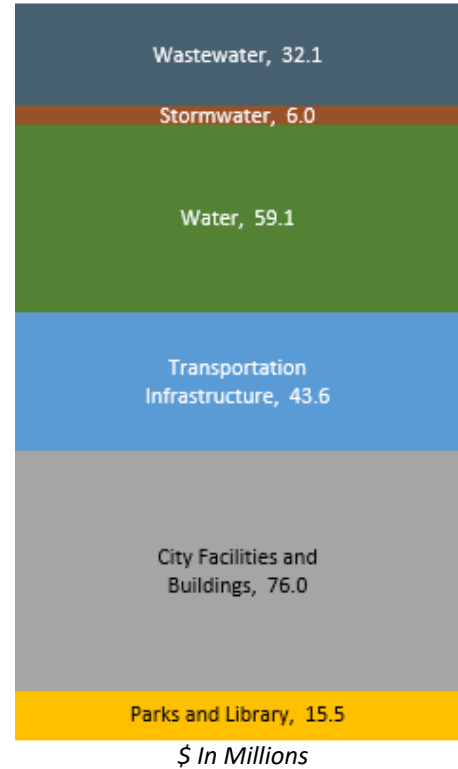 Wastewater, 32.1
Stormwater, 6.0
Water, 59.1
Transportation
Infrastructure, 43.6
City Facilities and
Buildings, 76.0
Parks and Library, 15.5
$ In Millions